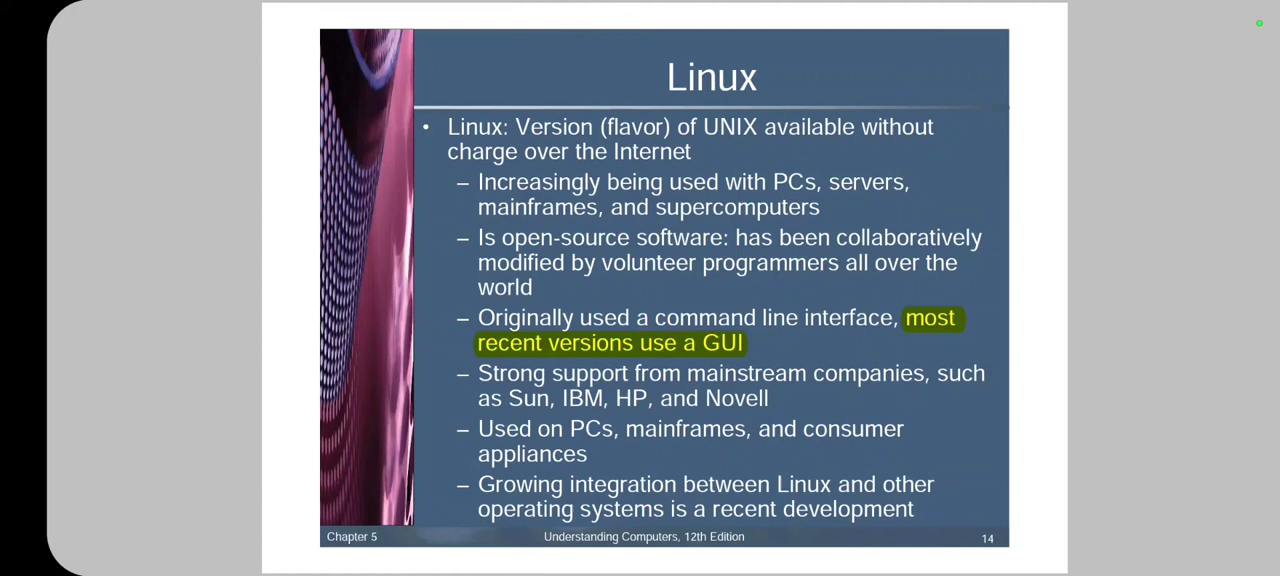 Linux
• Linux: Version (flavor) of UNIX available without
charge over the Internet
– Increasingly being used with PCs, servers,
mainframes, and supercomputers
– Is open-source software: has been collaboratively
modified by volunteer programmers all over the
world
– Originally used a command line interface, most
recent versions use a GUI
– Strong support from mainstream companies, such
as Sun, IBM, HP, and Novell
– Used on PCs, mainframes, and consumer
appliances
– Growing integration between Linux and other
operating systems is a recent development
Chapter 5 Understanding Computers, 12th Edition 14